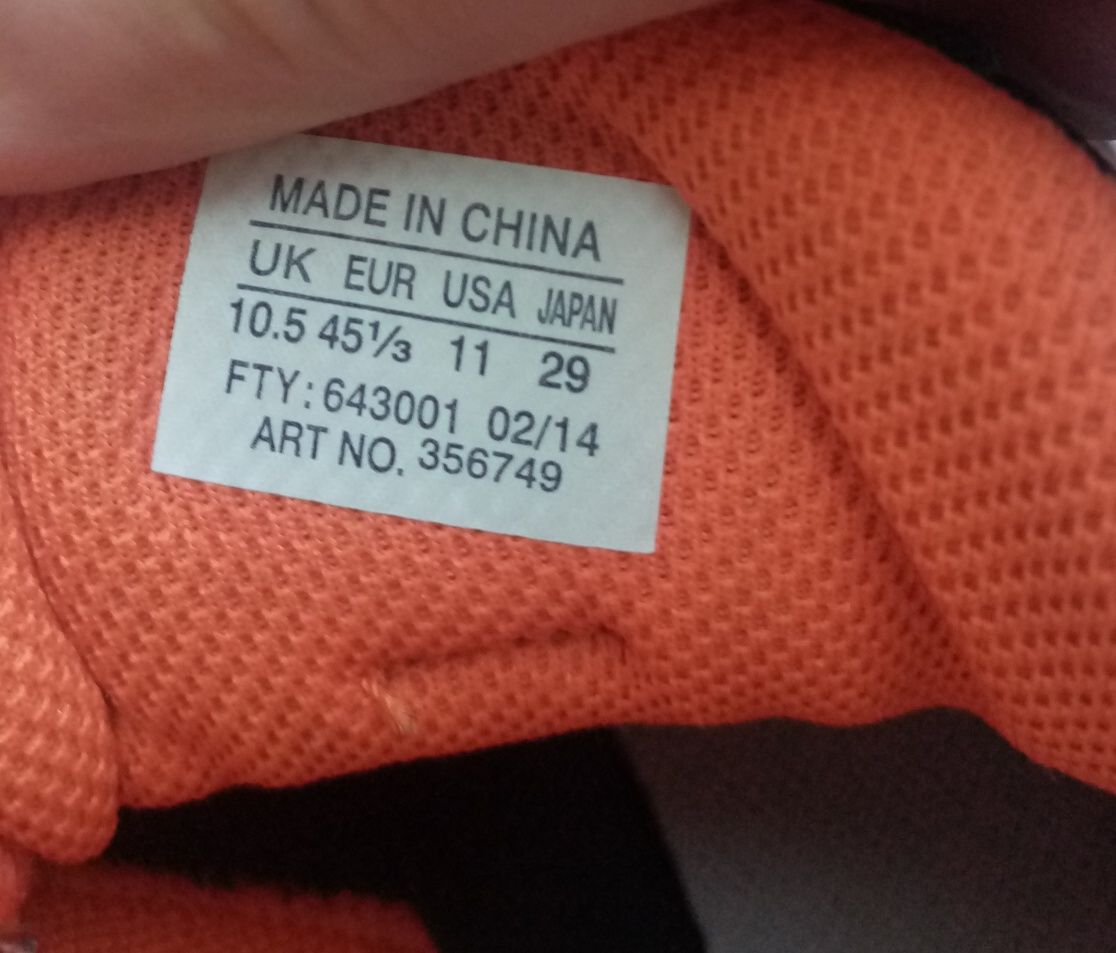 MADE IN CHINA
UK EUR USA JAPAN
10.5 45⅓ 11 29
FTY: 643001 02/14
ART NO. 356749